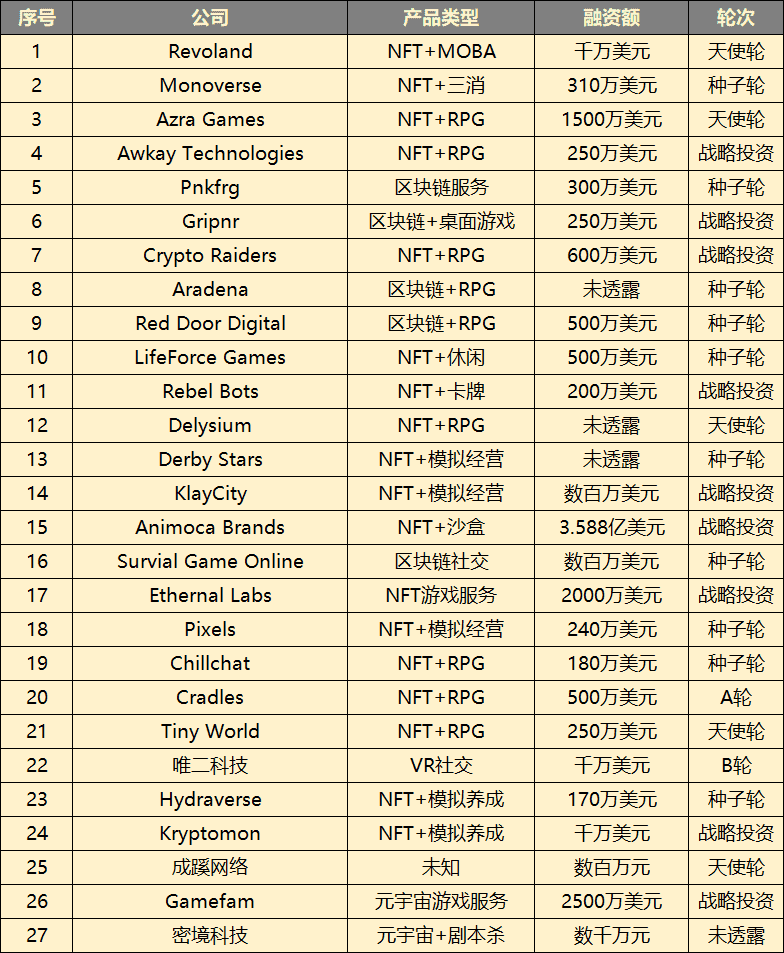 序号 公司 产品类型 融资额 轮次
1 Revoland NFT+MOBA 千万美元 天使轮
2 Monoverse NFT+三消 310万美元 种子轮
3 Azra Games NFT+RPG 1500万美元 天使轮
4 Awkay Technologies NFT+RPG 250万美元 战略投资
5 Pnkfrg 区块链服务 300万美元 种子轮
6 Gripnr 区块链+桌面游戏 250万美元 战略投资
7 Crypto Raiders NFT+RPG 600万美元 战略投资
8 Aradena 区块链+RPG 未透露 种子轮
9 Red Door Digital 区块链+RPG 500万美元 种子轮
10 LifeForce Games NFT+休闲 500万美元 种子轮
11 Rebel Bots NFT+卡牌 200万美元 战略投资
12 Delysium NFT+RPG 未透露 天使轮
13 Derby Stars NFT+模拟经营 未透露 种子轮
14 KlayCity NFT+模拟经营 数百万美元 战略投资
15 Animoca Brands NFT+沙盒 3.588亿美元 战略投资
16 Survial Game Online 区块链社交 数百万美元 种子轮
17 Ethernal Labs NFT游戏服务 2000万美元 战略投资
18 Pixels NFT+模拟经营 240万美元 种子轮
19 Chillchat NFT+RPG 180万美元 种子轮
20 Cradles NFT+RPG 500万美元 A轮
21 Tiny World NFT+RPG 250万美元 天使轮
22 唯二科技 VR社交 千万美元 B轮
23 Hydraverse NFT+模拟养成 170万美元 种子轮
24 Kryptomon NFT+模拟养成 千万美元 战略投资
25 成蹊网络 未知 数百万元 天使轮
26 Gamefam 元宇宙游戏服务 2500万美元 战略投资
27 密境科技 元宇宙+剧本杀 数千万元 未透露